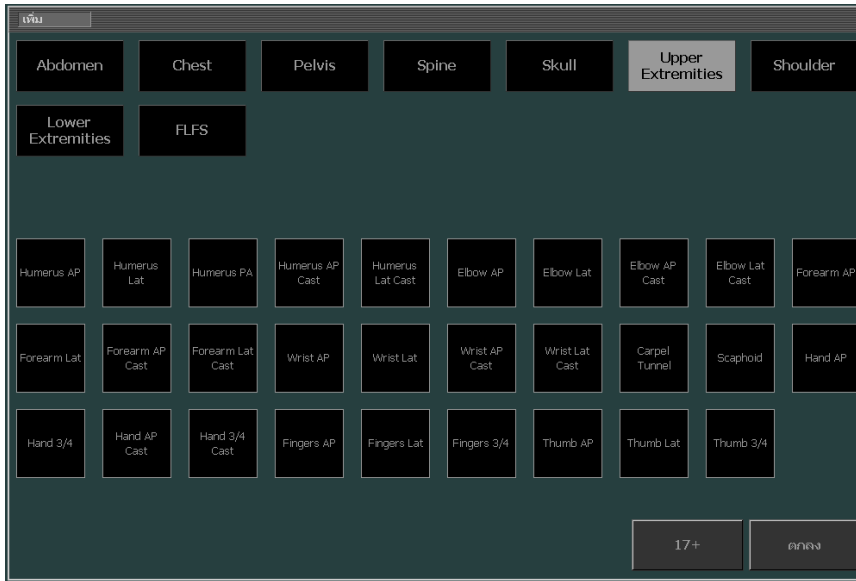 เพิ่ม
Abdomen
Chest
Pelvis
Spine
Skull
Upper
Extremities
Shoulder
Lower
Extremities
FLFS
Humerus AP
Humerus
Lat
Humerus PA
Humerus AP
Cast
Humerus
Lat Cast
Elbow AP
Elbow Lat
Elbow AP
Cast
Elbow Lat
Cast
Forearm AP
Forearm Lat
Forearm AP
Cast
Forearm Lat
Cast
Wrist AP
Wrist Lat
Wrist AP
Cast
Wrist Lat
Cast
Carpel
Tunnel
Scaphoid
Hand AP
Hand 3/4
Hand AP
Cast
Hand 3/4
Cast
Fingers AP
Fingers Lat
Fingers 3/4
Thumb AP
Thumb Lat
Thumb 3/4
17+
ตกลง